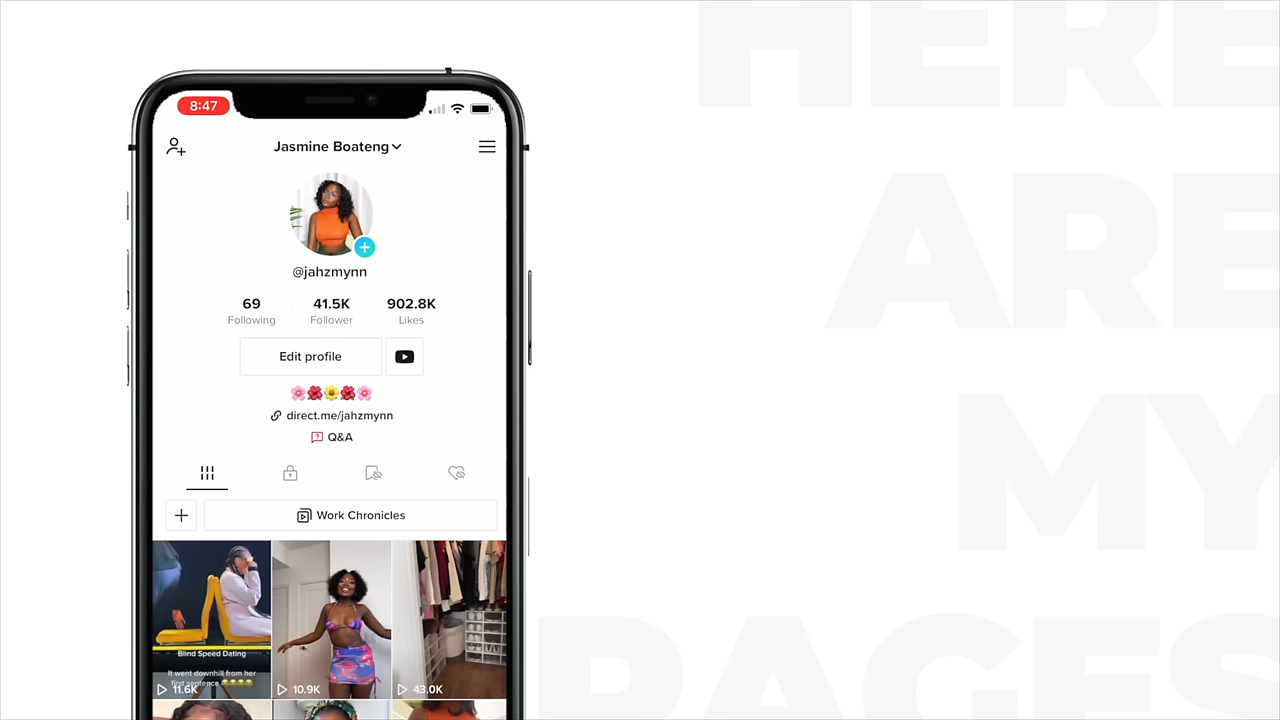 HERE
ARE
MY
PAGES
8:47
Jasmine Boateng
@jahzmynn
69 41.5K 902.8K
Following Follower Likes
Edit profile
direct.me/jahzmynn
Q&A
Work Chronicles
Blind Speed Dating
It went downhill from her
first sentence
11.6K 10.9K 43.0K